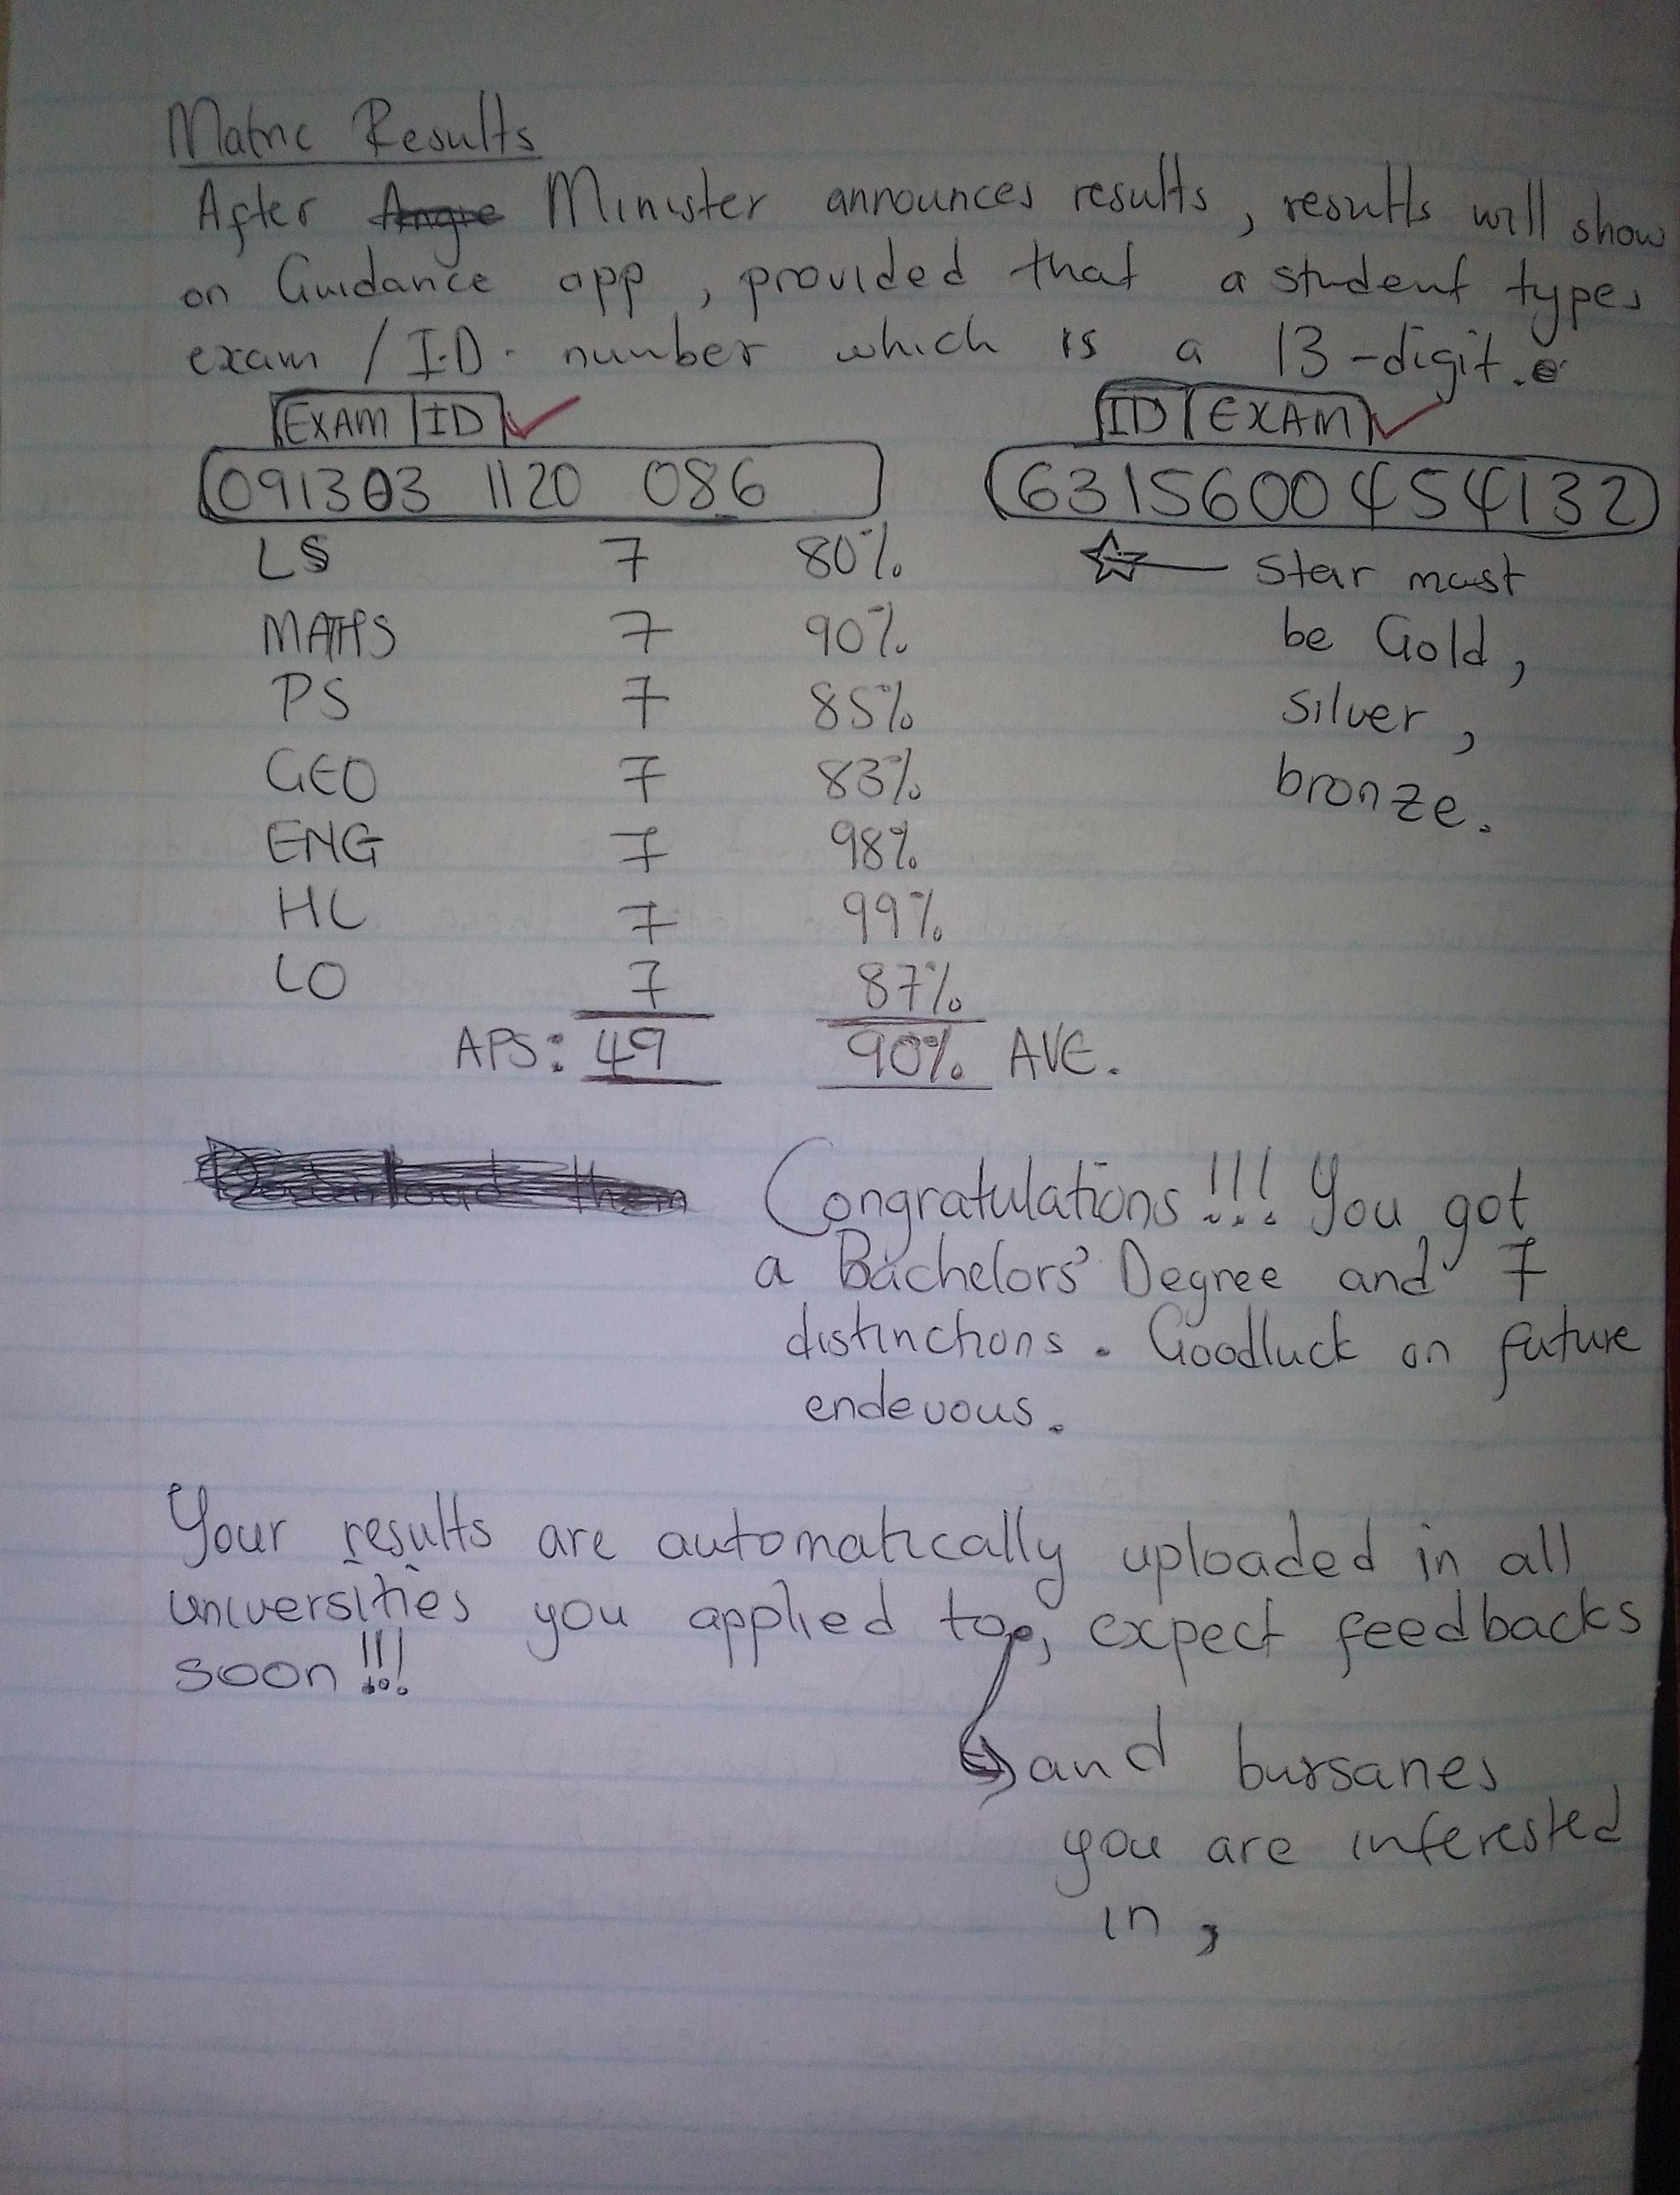 Matric Results
After Angie Minister announces results, results will show
on Guidance app, provided that a student types
exam / I.D. number which is a 13-digit.
EXAM | ID
ID | EXAM
091303 1120 086
6315600454132
LS 7 80%
MATHS 7 90%
PS 7 85%
GEO 7 83%
ENG 7 98%
HL 7 99%
LO 7 87%
APS: 49 90% AVE.
Star must
be Gold,
silver,
bronze.
Download them
Congratulations!!! You got
a Bachelors' Degree and 7
distinctions. Goodluck on future
endevous.
Your results are automatically uploaded in all
universities you applied to, expect feedbacks
soon!!!
and bursaries
you are interested
in,